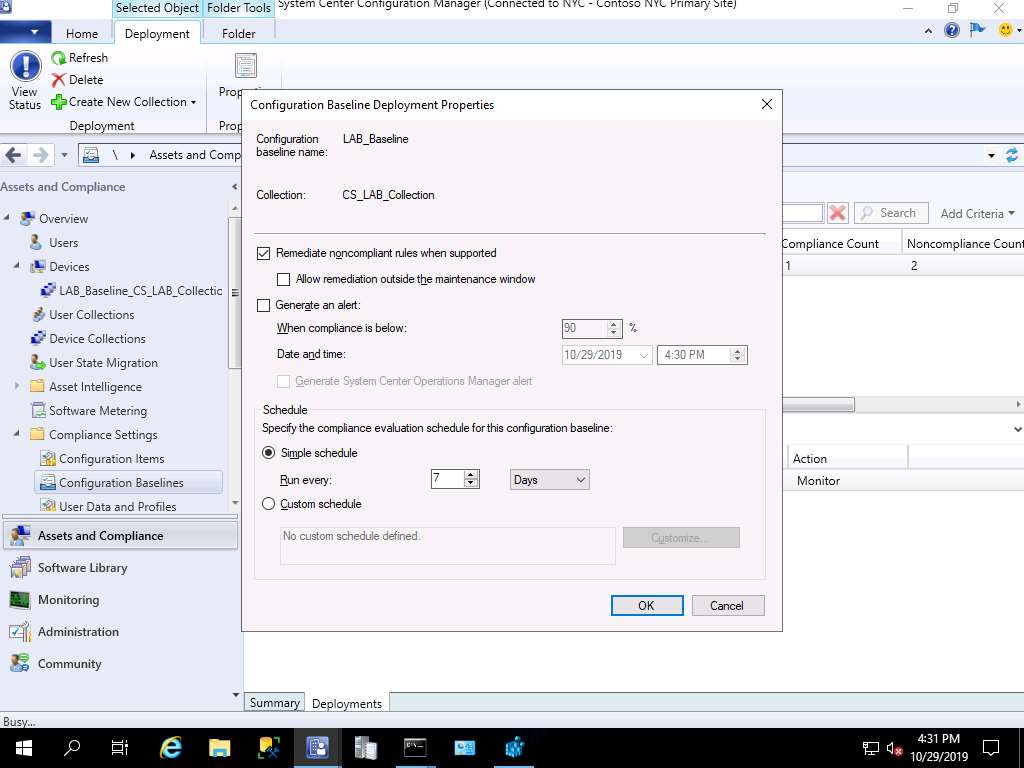 Selected Object Folder Tools System Center Configuration Manager (Connected to NYC - Contoso NYC Primary Site)
Home Deployment Folder
View Status
Refresh
Delete
Create New Collection
Deployment
\ Assets and Comp
Assets and Compliance
Overview
Users
Devices
LAB_Baseline_CS_LAB_Collectic
User Collections
Device Collections
User State Migration
Asset Intelligence
Software Metering
Compliance Settings
Configuration Items
Configuration Baselines
User Data and Profiles
Assets and Compliance
Software Library
Monitoring
Administration
Community
Configuration Baseline Deployment Properties
Configuration baseline name: LAB_Baseline
Collection: CS_LAB_Collection
Remediate noncompliant rules when supported
Allow remediation outside the maintenance window
Generate an alert:
When compliance is below: 90 %
Date and time: 10/29/2019 4:30 PM
Generate System Center Operations Manager alert
Schedule
Specify the compliance evaluation schedule for this configuration baseline:
Simple schedule
Run every: 7 Days
Custom schedule
No custom schedule defined.
Customize...
OK Cancel
Search Add Criteria
Compliance Count Noncompliance Count
1 2
Action
Monitor
Summary Deployments
Busy...
4:31 PM
10/29/2019